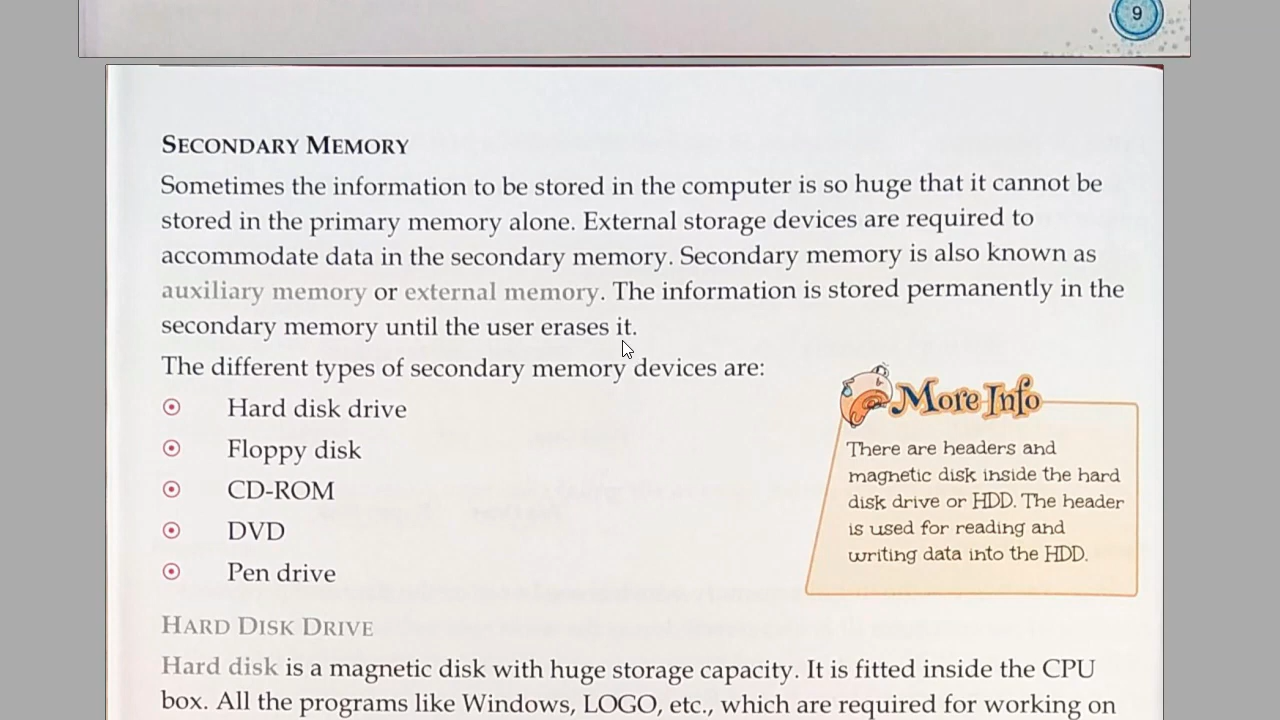 9
SECONDARY MEMORY
Sometimes the information to be stored in the computer is so huge that it cannot be
stored in the primary memory alone. External storage devices are required to
accommodate data in the secondary memory. Secondary memory is also known as
auxiliary memory or external memory. The information is stored permanently in the
secondary memory until the user erases it.
The different types of secondary memory devices are:
Hard disk drive
Floppy disk
CD-ROM
DVD
Pen drive
More Info
There are headers and
magnetic disk inside the hard
disk drive or HDD. The header
is used for reading and
writing data into the HDD.
HARD DISK DRIVE
Hard disk is a magnetic disk with huge storage capacity. It is fitted inside the CPU
box. All the programs like Windows, LOGO, etc., which are required for working on